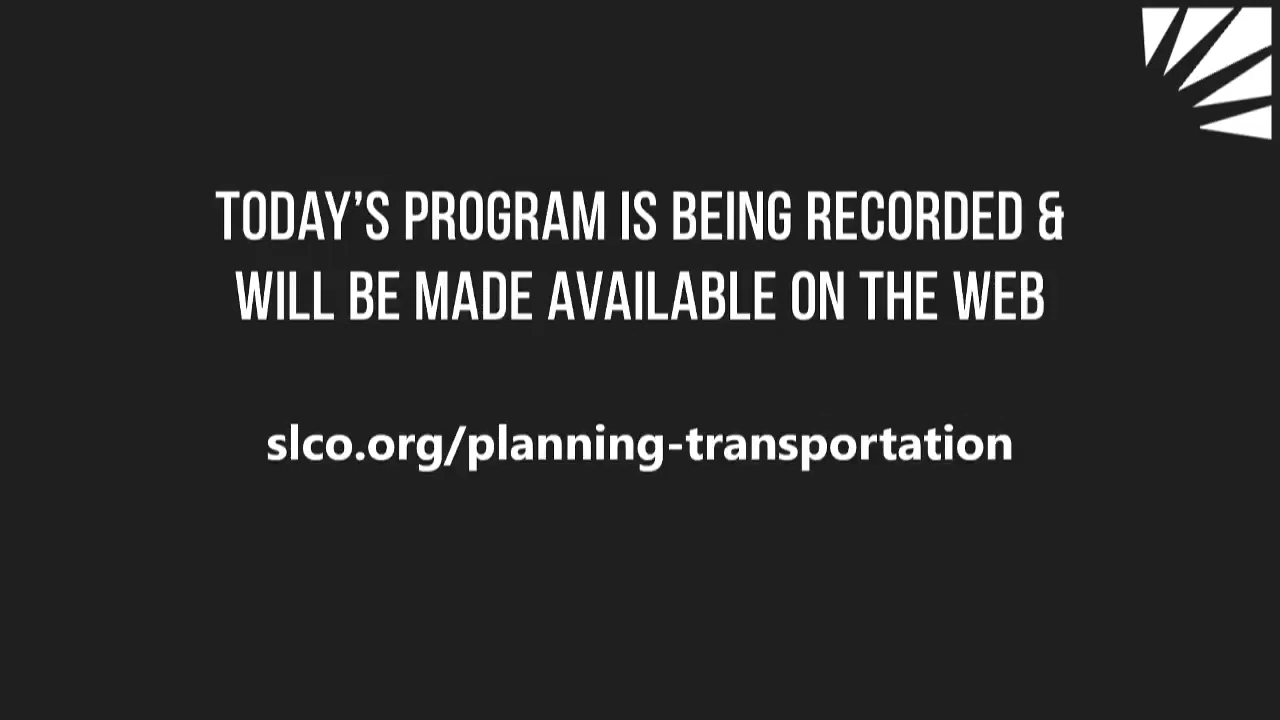 TODAY’S PROGRAM IS BEING RECORDED &
WILL BE MADE AVAILABLE ON THE WEB
slco.org/planning-transportation